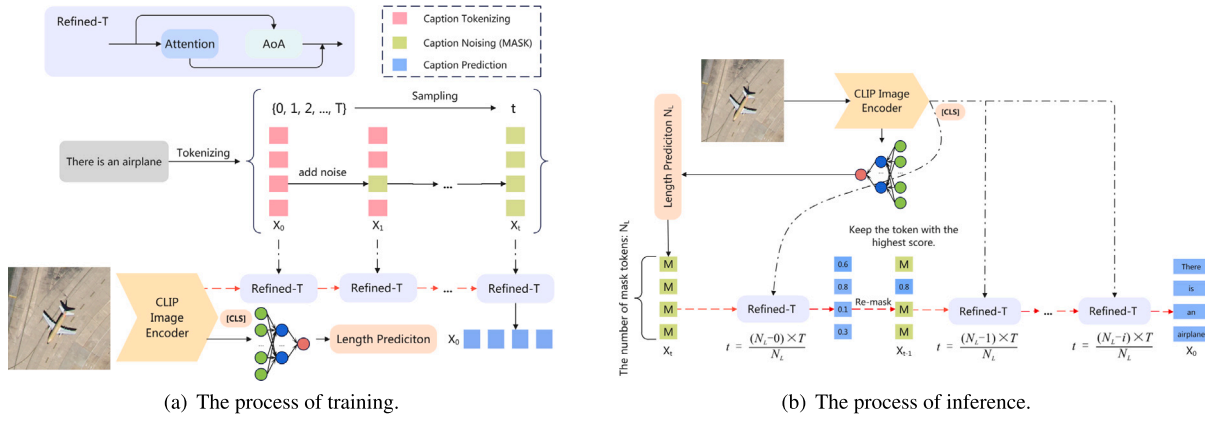 Refined-T
Attention
AoA
Caption Tokenizing
Caption Noising (MASK)
Caption Prediction
{0, 1, 2, ..., T}
Sampling
t
There is an airplane
Tokenizing
add noise
...
X0
X1
Xt
CLIP
Image
Encoder
[CLS]
Refined-T
Refined-T
...
Refined-T
Length Prediciton
X0
(a) The process of training.
CLIP Image
Encoder
[CLS]
Length Prediciton NL
Keep the token with the
highest score.
The number of mask tokens: NL
M
M
M
M
Xt
Refined-T
t = (NL-0)×T / NL
0.6
0.8
0.1
0.3
Re-mask
M
0.8
M
M
Xt-1
Refined-T
t = (NL-1)×T / NL
...
Refined-T
t = (NL-i)×T / NL
There
is
an
airplane
X0
(b) The process of inference.